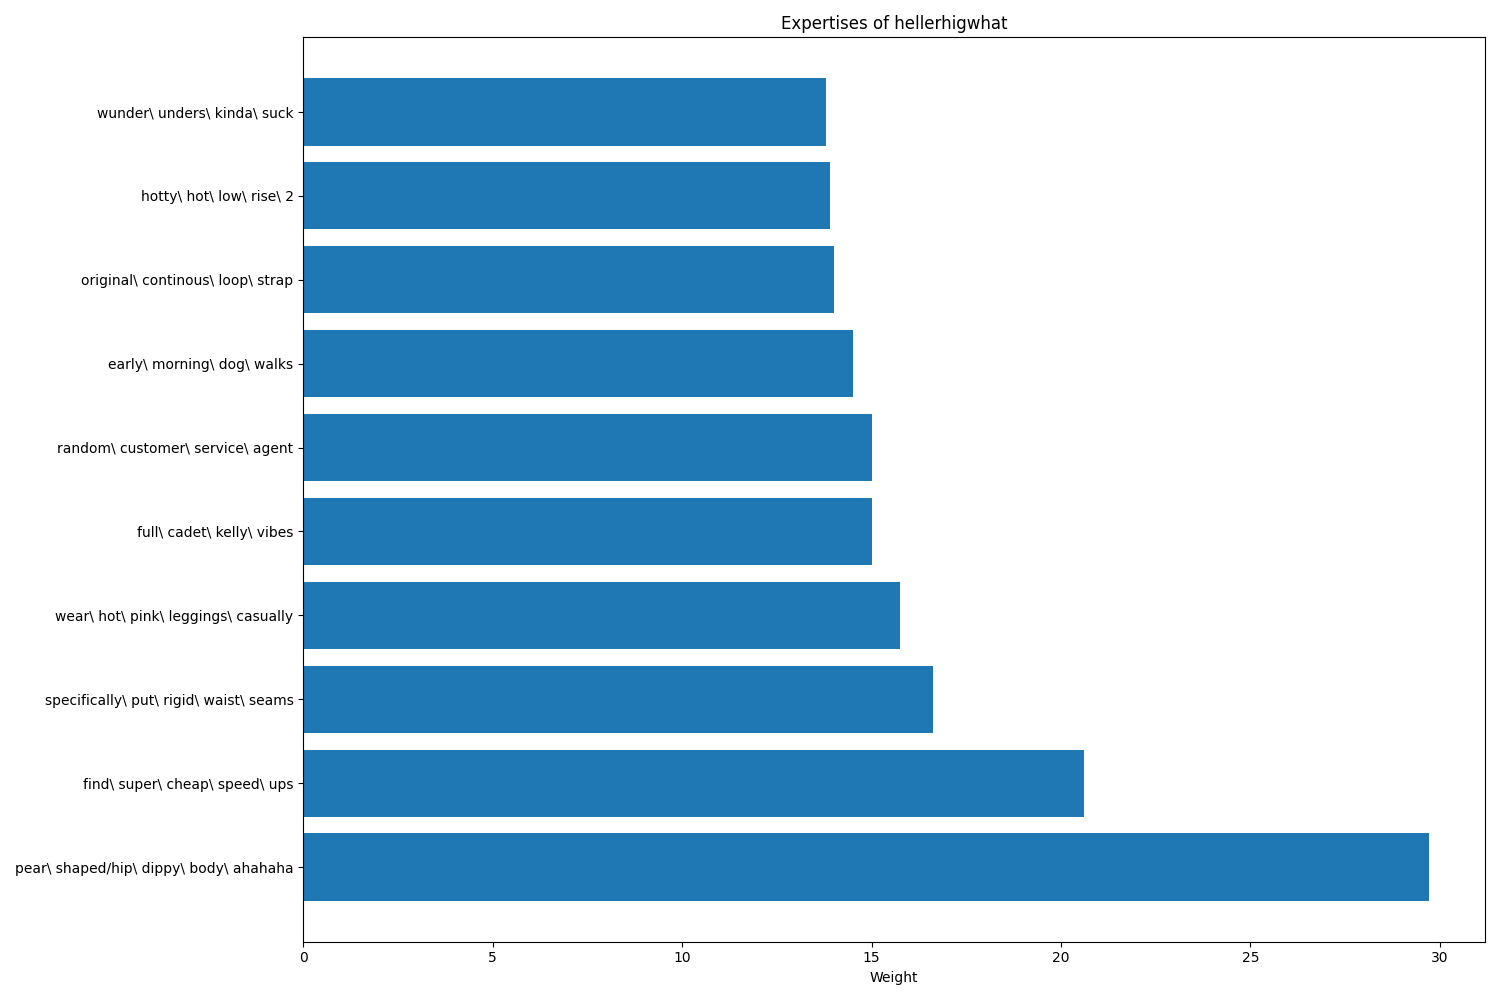 Expertises of hellerhigwhat
wunder\ unders\ kinda\ suck
hotty\ hot\ low\ rise\ 2
original\ continous\ loop\ strap
early\ morning\ dog\ walks
random\ customer\ service\ agent
full\ cadet\ kelly\ vibes
wear\ hot\ pink\ leggings\ casually
specifically\ put\ rigid\ waist\ seams
find\ super\ cheap\ speed\ ups
pear\ shaped/hip\ dippy\ body\ ahahaha
0 5 10 15 20 25 30
Weight